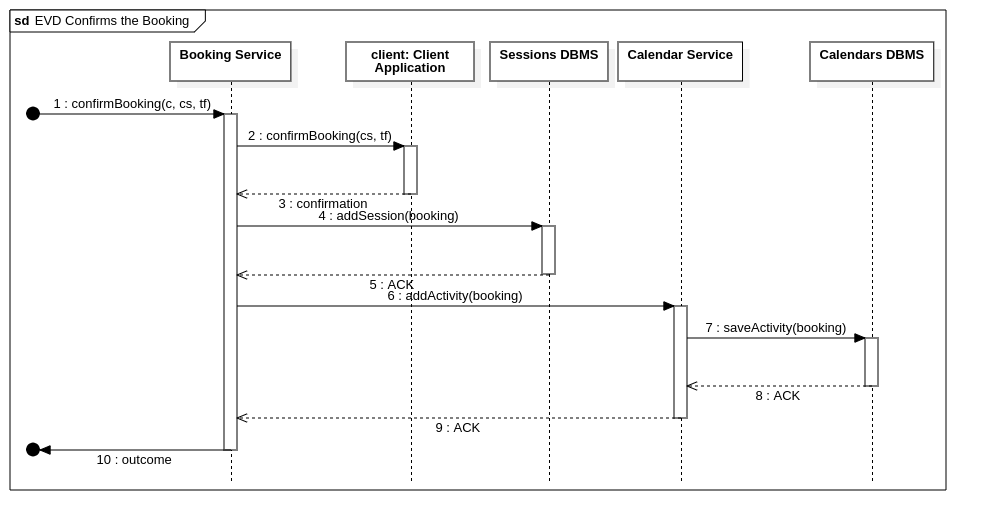 sd EVD Confirms the Booking
Booking Service
client: Client
Application
Sessions DBMS
Calendar Service
Calendars DBMS
1 : confirmBooking(c, cs, tf)
2 : confirmBooking(cs, tf)
3 : confirmation
4 : addSession(booking)
5 : ACK
6 : addActivity(booking)
7 : saveActivity(booking)
8 : ACK
9 : ACK
10 : outcome